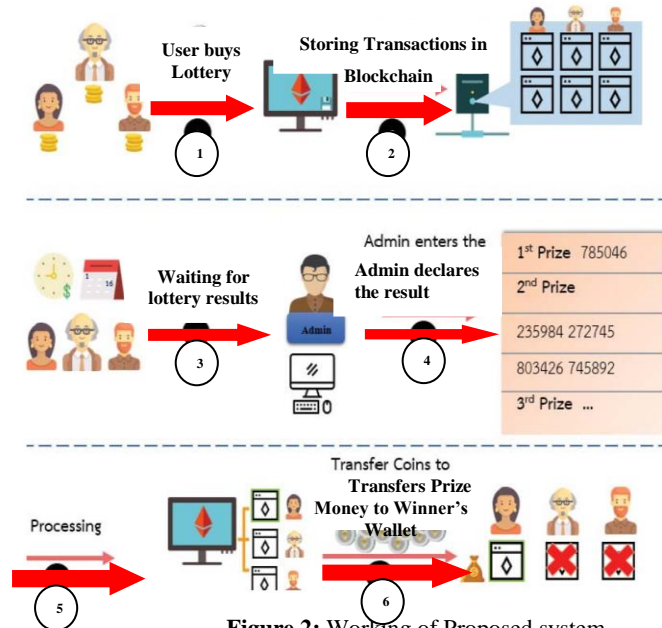 User buys
Lottery
Storing Transactions in
Blockchain
1
2
1
16
$
Waiting for
lottery results
Admin
Admin enters the
Admin declares
the result
3
4
1st Prize 785046
2nd Prize
235984 272745
803426 745892
3rd Prize ...
Processing
Transfer Coins to
Transfers Prize
Money to Winner's
Wallet
5
6
Figure 2: Working of Proposed system